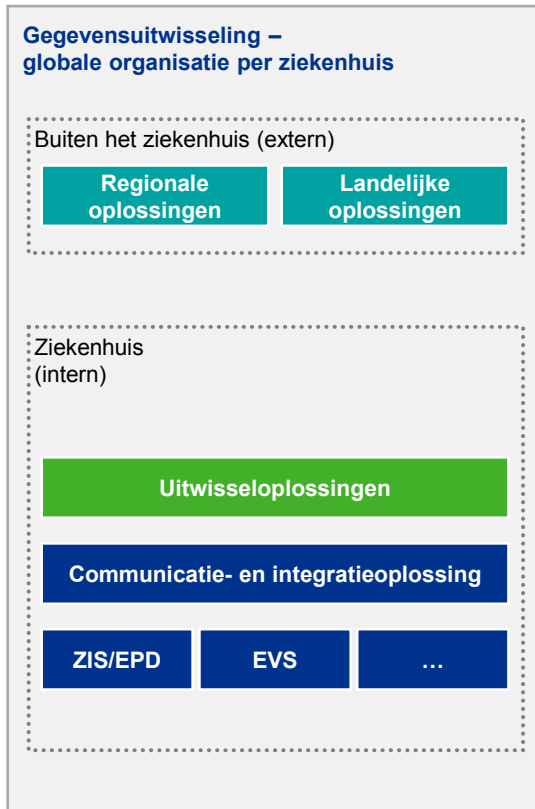 Gegevensuitwisseling –
globale organisatie per ziekenhuis
Buiten het ziekenhuis (extern)
Regionale
oplossingen
Landelijke
oplossingen
Ziekenhuis
(intern)
Uitwisseloplossingen
Communicatie- en integratieoplossing
ZIS/EPD
EVS
…